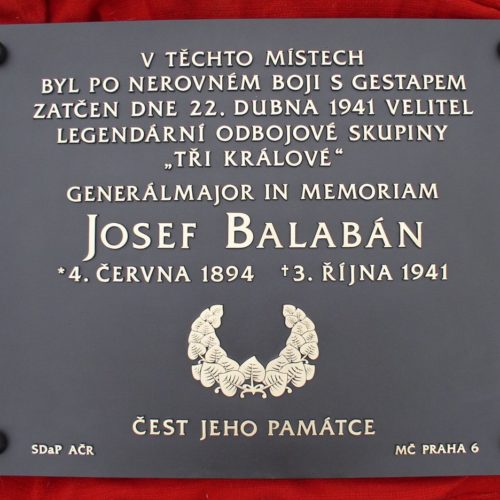 V TĚCHTO MÍSTECH
BYL PO NEROVNÉM BOJI S GESTAPEM
ZATČEN DNE 22. DUBNA 1941 VELITEL
LEGENDÁRNÍ ODBOJOVÉ SKUPINY
„TŘI KRÁLOVÉ“
GENERÁLMAJOR IN MEMORIAM
JOSEF BALABÁN
*4. ČERVNA 1894 †3. ŘÍJNA 1941
ČEST JEHO PAMÁTCE
SDaP AČR MČ PRAHA 6